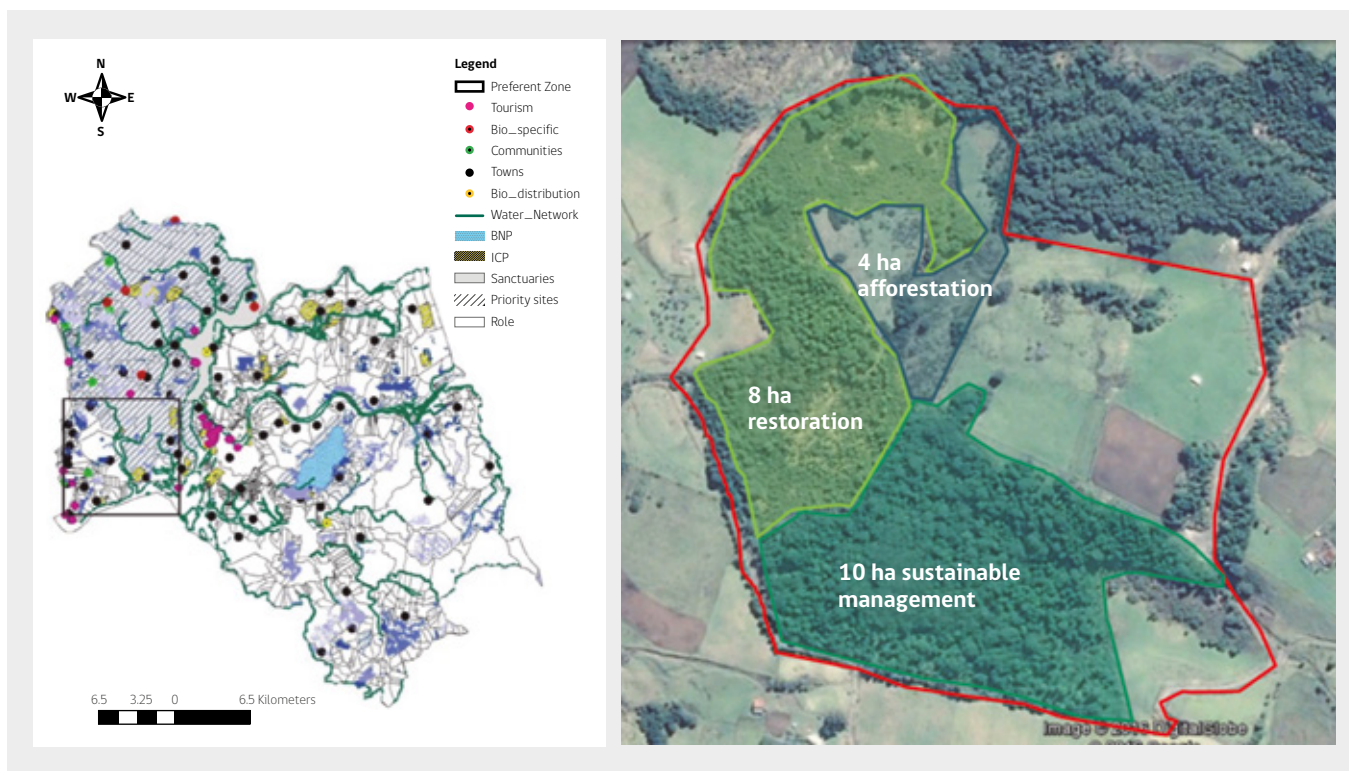 N
W
E
S
Legend
Preferent Zone
Tourism
Bio_specific
Communities
Towns
Bio_distribution
Water_Network
BNP
ICP
Sanctuaries
Priority sites
Role
6.5 3.25 0 6.5 Kilometers
4 ha
afforestation
8 ha
restoration
10 ha sustainable
management